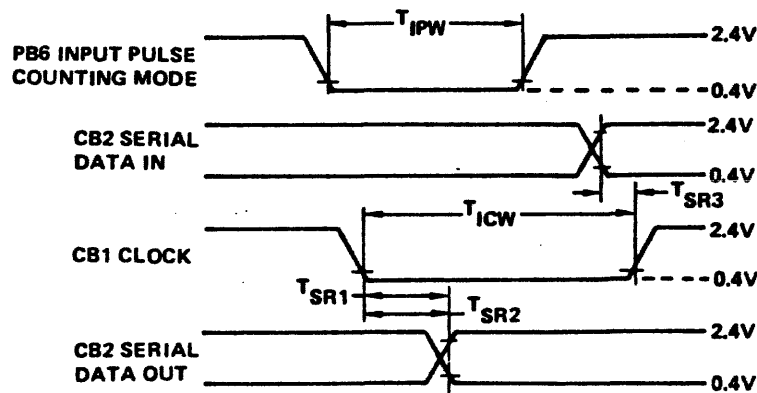 T_IPW
2.4V
PB6 INPUT PULSE
COUNTING MODE
0.4V
2.4V
CB2 SERIAL
DATA IN
0.4V
T_SR3
T_ICW
2.4V
CB1 CLOCK
0.4V
T_SR1
T_SR2
2.4V
CB2 SERIAL
DATA OUT
0.4V